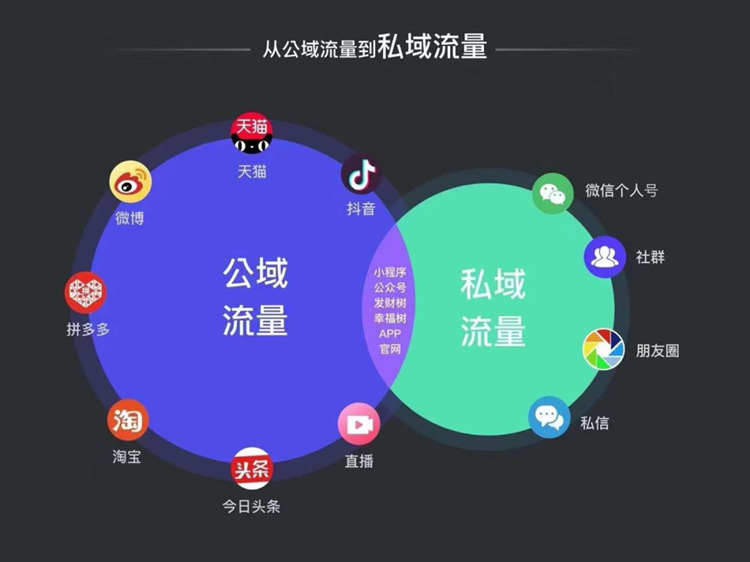 从公域流量到私域流量
天猫
天猫
微博
抖音
拼
拼多多
淘
淘宝
头条
今日头条
直播
公域
流量
小程序
公众号
发财树
幸福树
APP
官网
私域
流量
微信个人号
社群
朋友圈
私信